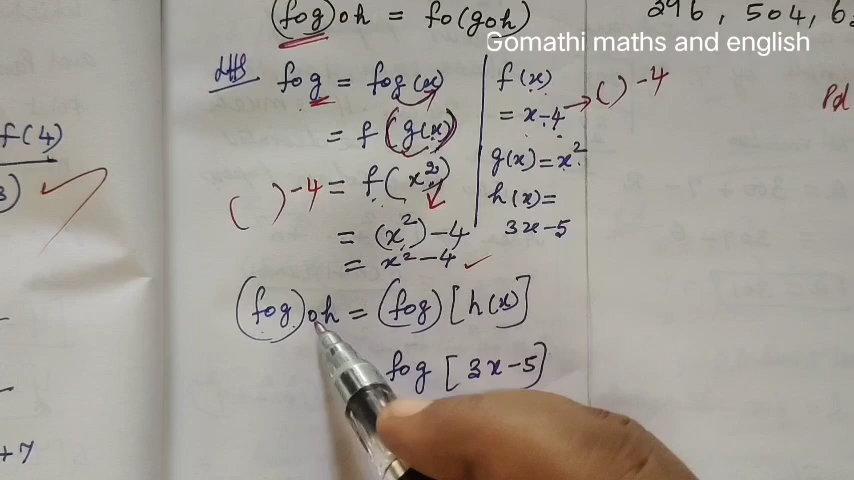 (fog)oh = fo(goh)
296, 504, 6
Gomathi maths and english
LHS fog = fog(x)
= f(g(x))
( ) -4 = f(x²)
= (x²)-4
= x²-4 ✓
(fog)oh = (fog)[h(x)]
fog [3x-5]
f(x)
= x-4 → ( ) -4
g(x)=x²
h(x)=
3x-5
f(4)
+7